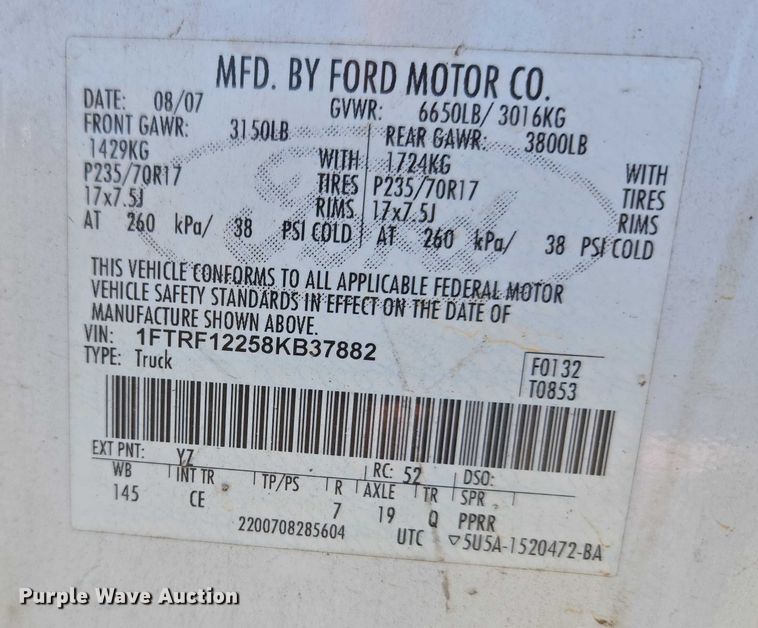 MFD. BY FORD MOTOR CO.
DATE: 08/07 GVWR: 6650LB/ 3016KG
FRONT GAWR: 3150LB REAR GAWR: 3800LB
1429KG WITH 1724KG WITH
P235/70R17 TIRES P235/70R17 TIRES
17x7.5J RIMS 17x7.5J RIMS
AT 260 kPa/ 38 PSI COLD AT 260 kPa/ 38 PSI COLD
THIS VEHICLE CONFORMS TO ALL APPLICABLE FEDERAL MOTOR
VEHICLE SAFETY STANDARDS IN EFFECT ON THE DATE OF
MANUFACTURE SHOWN ABOVE.
VIN: 1FTRF12258KB37882
TYPE: Truck
F0132
T0853
EXT PNT: YZ RC: 52 DSO:
WB INT TR TP/PS R AXLE TR SPR
145 CE 7 19 Q PPRR
2200708285604 UTC ▽5U5A-1520472-BA
Ford
Purple Wave Auction